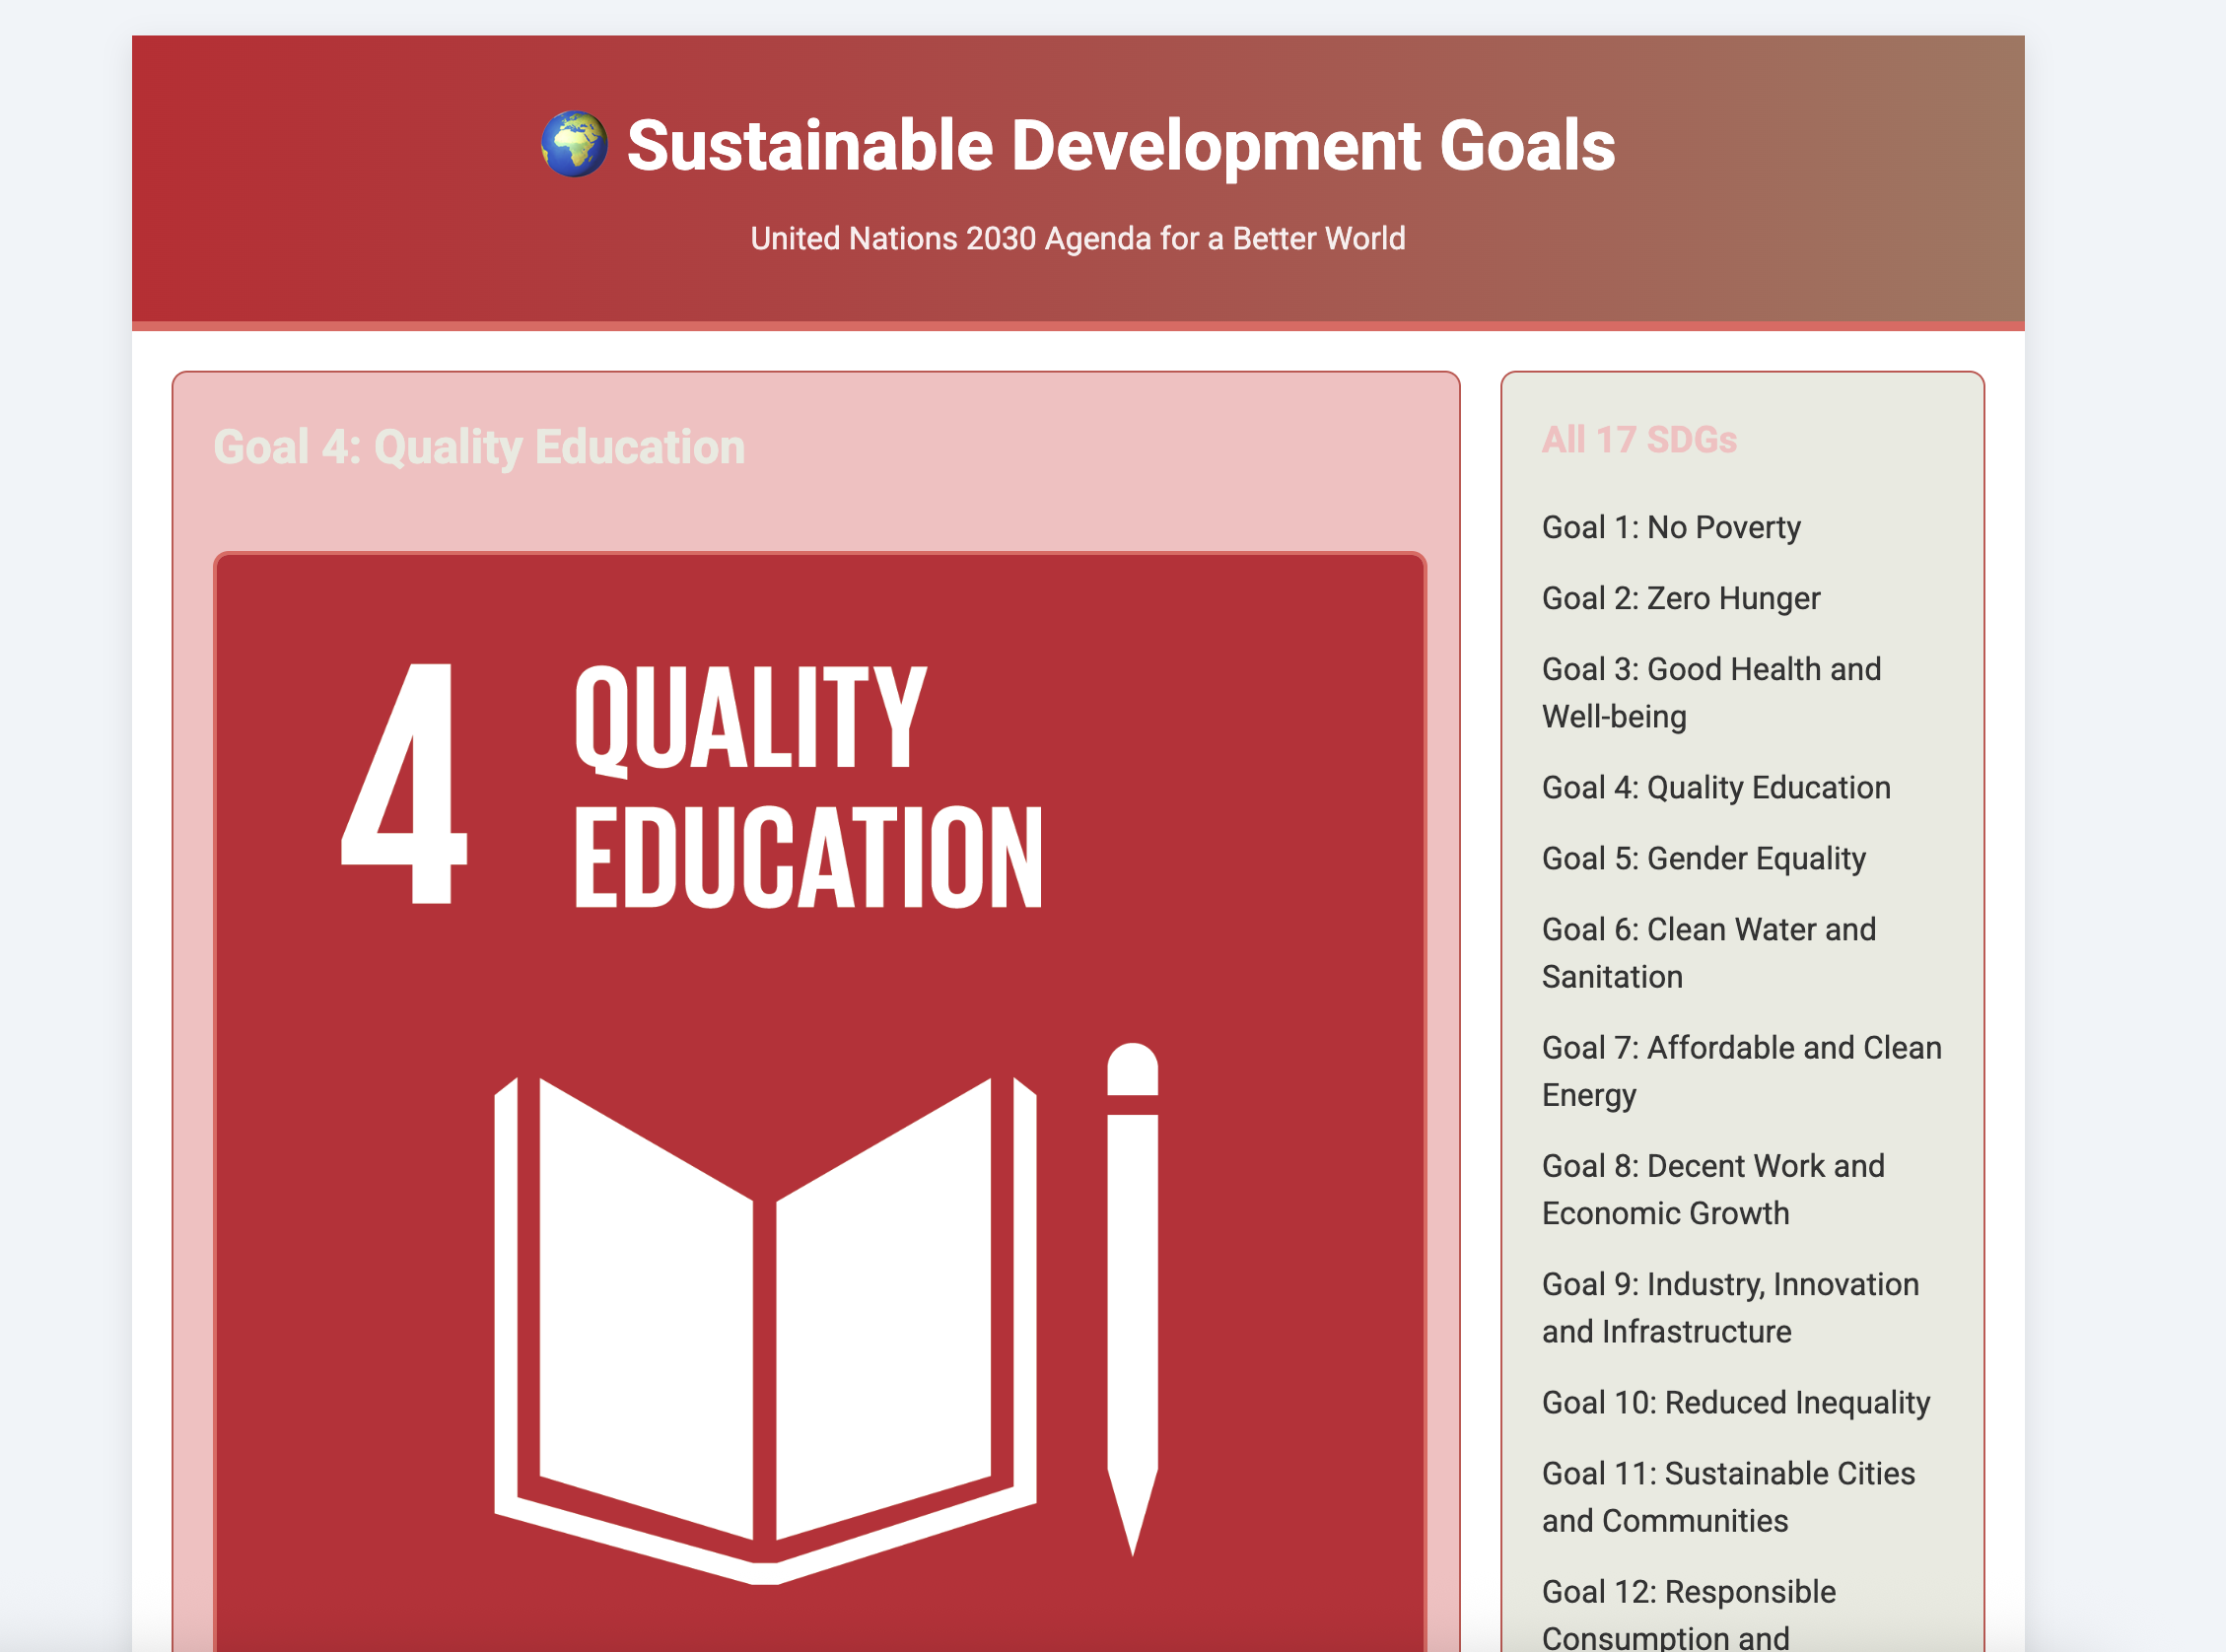 🌍 Sustainable Development Goals
United Nations 2030 Agenda for a Better World
Goal 4: Quality Education
4 QUALITY
EDUCATION
All 17 SDGs
Goal 1: No Poverty
Goal 2: Zero Hunger
Goal 3: Good Health and
Well-being
Goal 4: Quality Education
Goal 5: Gender Equality
Goal 6: Clean Water and
Sanitation
Goal 7: Affordable and Clean
Energy
Goal 8: Decent Work and
Economic Growth
Goal 9: Industry, Innovation
and Infrastructure
Goal 10: Reduced Inequality
Goal 11: Sustainable Cities
and Communities
Goal 12: Responsible
Consumption and